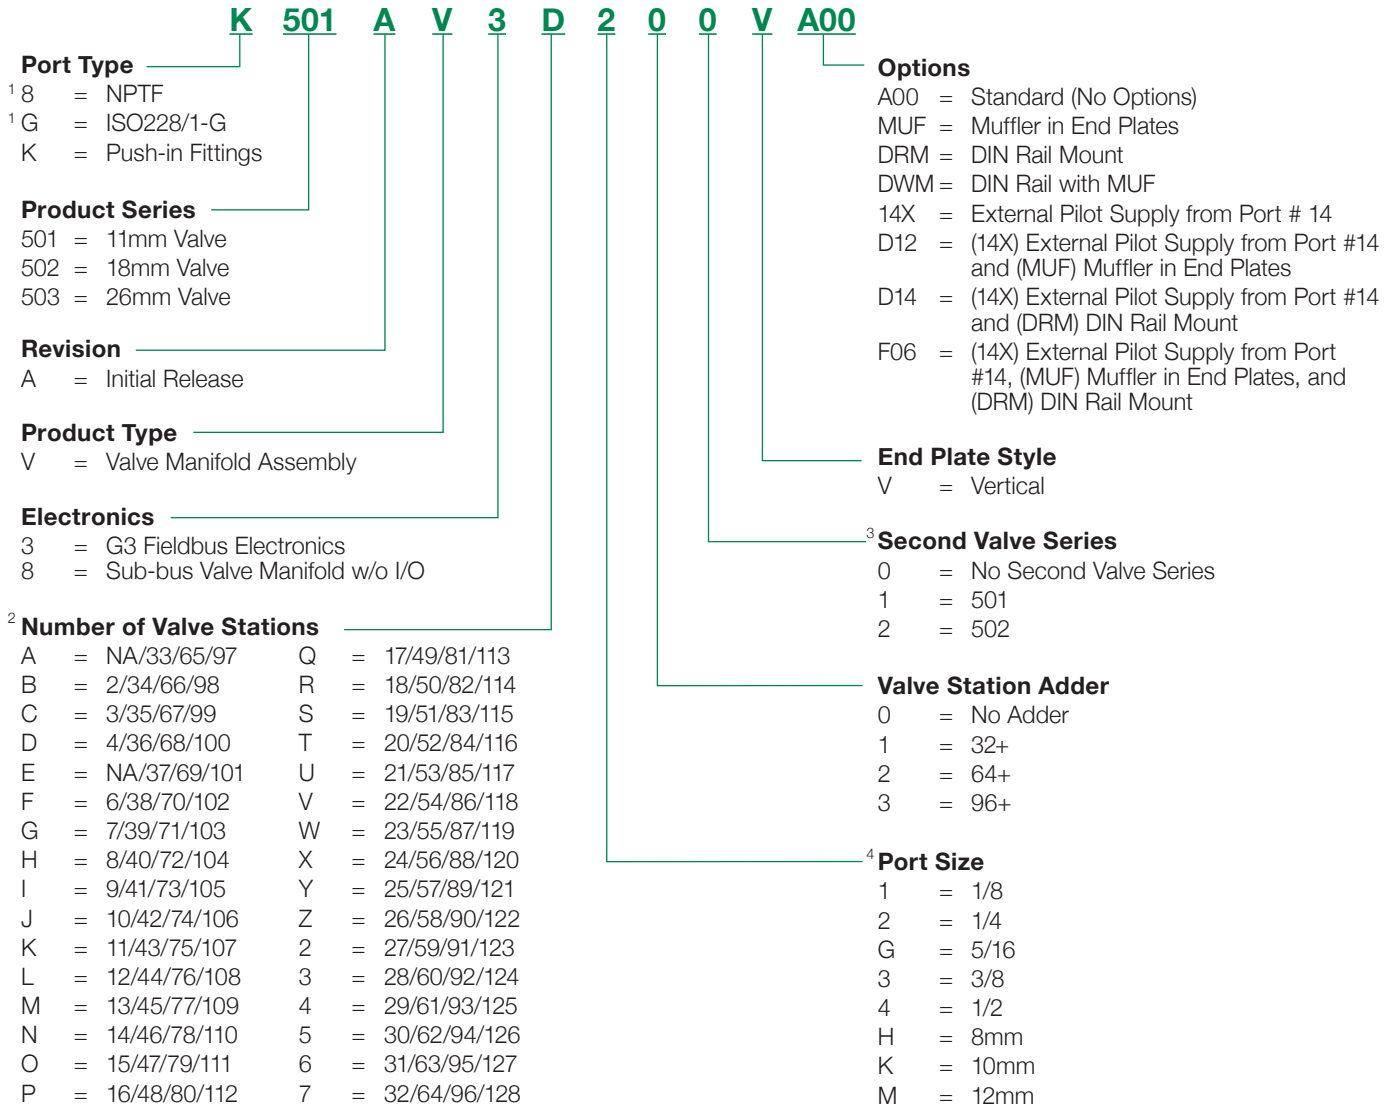 K 501 A V 3 D 2 0 0 V A00
Port Type
1 8 = NPTF
1 G = ISO228/1-G
K = Push-in Fittings
Product Series
501 = 11mm Valve
502 = 18mm Valve
503 = 26mm Valve
Revision
A = Initial Release
Product Type
V = Valve Manifold Assembly
Electronics
3 = G3 Fieldbus Electronics
8 = Sub-bus Valve Manifold w/o I/O
2 Number of Valve Stations
A = NA/33/65/97 Q = 17/49/81/113
B = 2/34/66/98 R = 18/50/82/114
C = 3/35/67/99 S = 19/51/83/115
D = 4/36/68/100 T = 20/52/84/116
E = NA/37/69/101 U = 21/53/85/117
F = 6/38/70/102 V = 22/54/86/118
G = 7/39/71/103 W = 23/55/87/119
H = 8/40/72/104 X = 24/56/88/120
I = 9/41/73/105 Y = 25/57/89/121
J = 10/42/74/106 Z = 26/58/90/122
K = 11/43/75/107 2 = 27/59/91/123
L = 12/44/76/108 3 = 28/60/92/124
M = 13/45/77/109 4 = 29/61/93/125
N = 14/46/78/110 5 = 30/62/94/126
O = 15/47/79/111 6 = 31/63/95/127
P = 16/48/80/112 7 = 32/64/96/128
Options
A00 = Standard (No Options)
MUF = Muffler in End Plates
DRM = DIN Rail Mount
DWM = DIN Rail with MUF
14X = External Pilot Supply from Port # 14
D12 = (14X) External Pilot Supply from Port #14
and (MUF) Muffler in End Plates
D14 = (14X) External Pilot Supply from Port #14
and (DRM) DIN Rail Mount
F06 = (14X) External Pilot Supply from Port
#14, (MUF) Muffler in End Plates, and
(DRM) DIN Rail Mount
End Plate Style
V = Vertical
3 Second Valve Series
0 = No Second Valve Series
1 = 501
2 = 502
Valve Station Adder
0 = No Adder
1 = 32+
2 = 64+
3 = 96+
4 Port Size
1 = 1/8
2 = 1/4
G = 5/16
3 = 3/8
4 = 1/2
H = 8mm
K = 10mm
M = 12mm